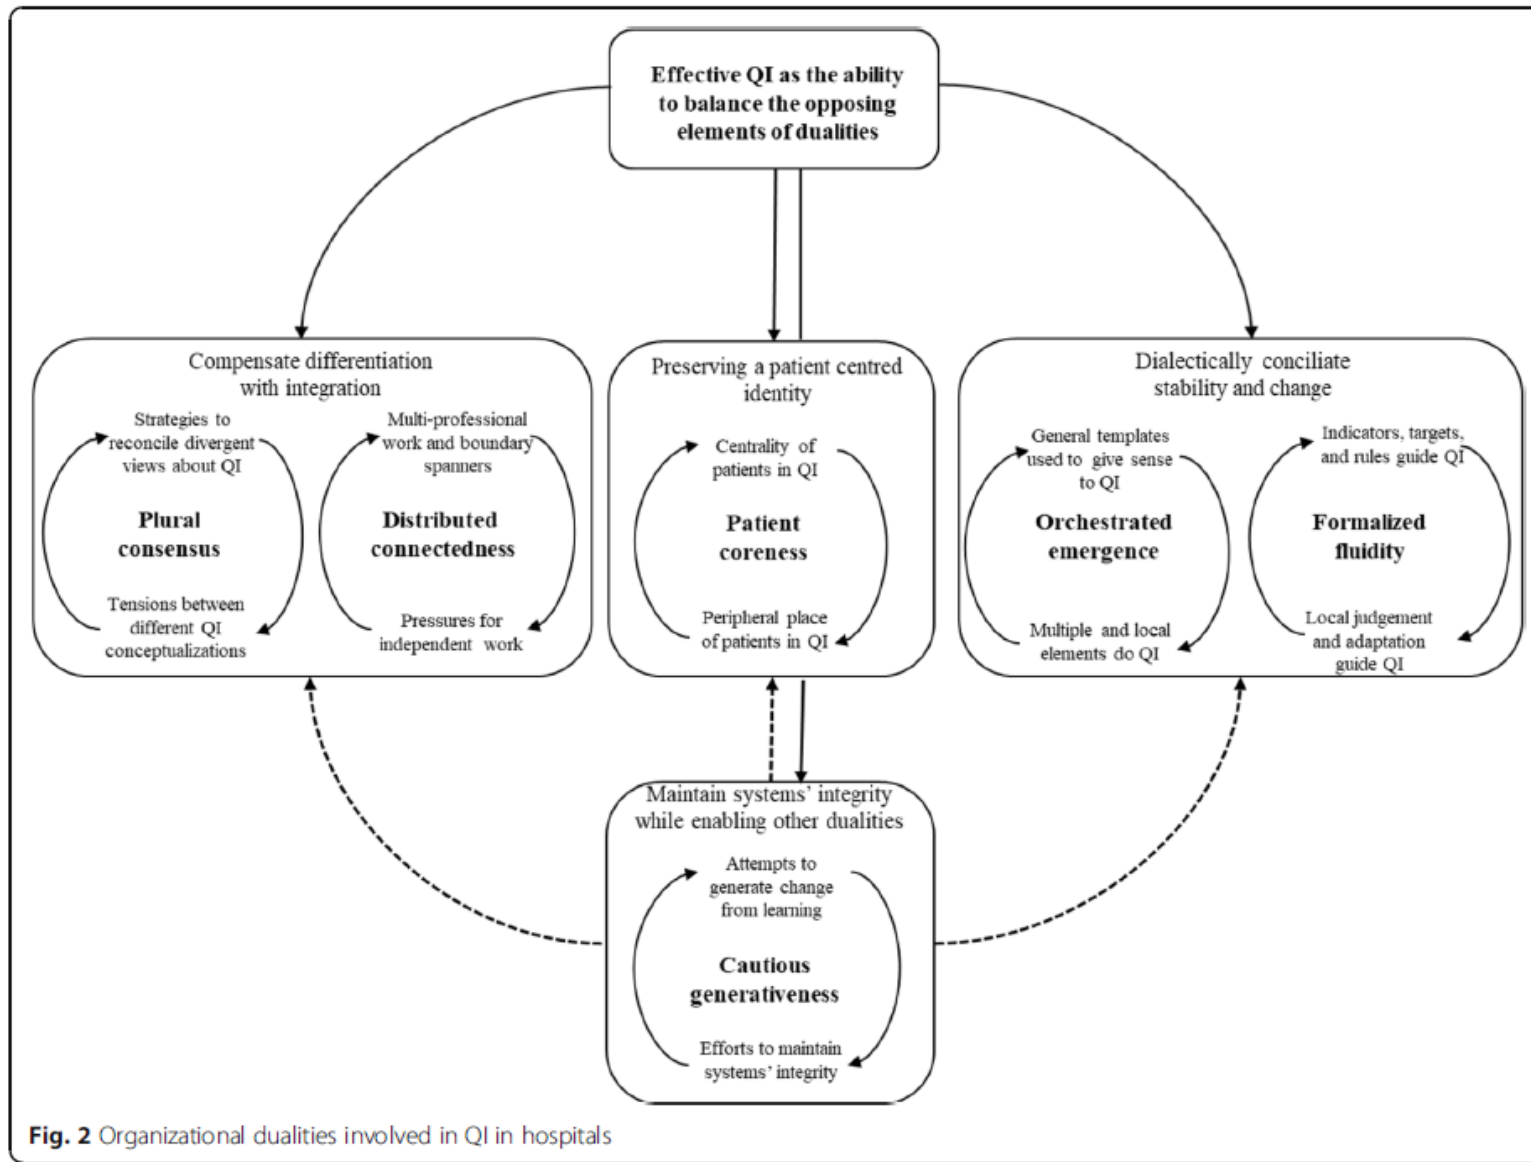 Effective QI as the ability
to balance the opposing
elements of dualities
Compensate differentiation
with integration
Strategies to
reconcile divergent
views about QI
Plural
consensus
Tensions between
different QI
conceptualizations
Multi-professional
work and boundary
spanners
Distributed
connectedness
Pressures for
independent work
Preserving a patient centred
identity
Centrality of
patients in QI
Patient
coreness
Peripheral place
of patients in QI
Dialectically conciliate
stability and change
General templates
used to give sense
to QI
Orchestrated
emergence
Multiple and local
elements do QI
Indicators, targets,
and rules guide QI
Formalized
fluidity
Local judgement
and adaptation
guide QI
Maintain systems’ integrity
while enabling other dualities
Attempts to
generate change
from learning
Cautious
generativeness
Efforts to maintain
systems’ integrity
Fig. 2 Organizational dualities involved in QI in hospitals